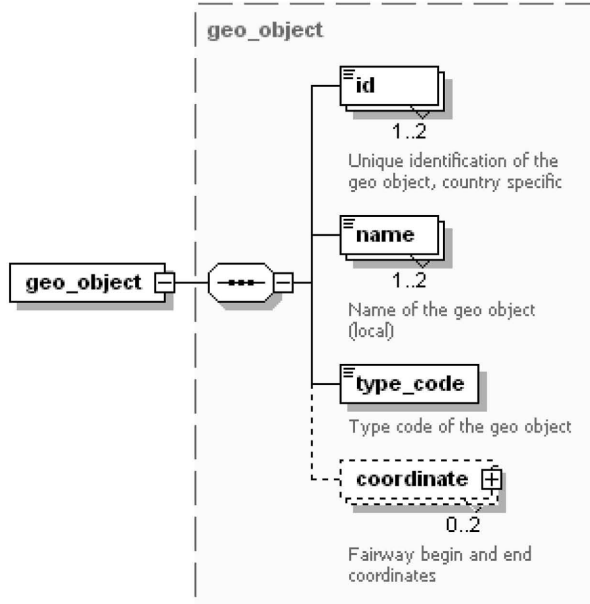 geo_object
id
1..2
Unique identification of the
geo object, country specific
name
1..2
Name of the geo object
(local)
geo_object
type_code
Type code of the geo object
coordinate
0..2
Fairway begin and end
coordinates